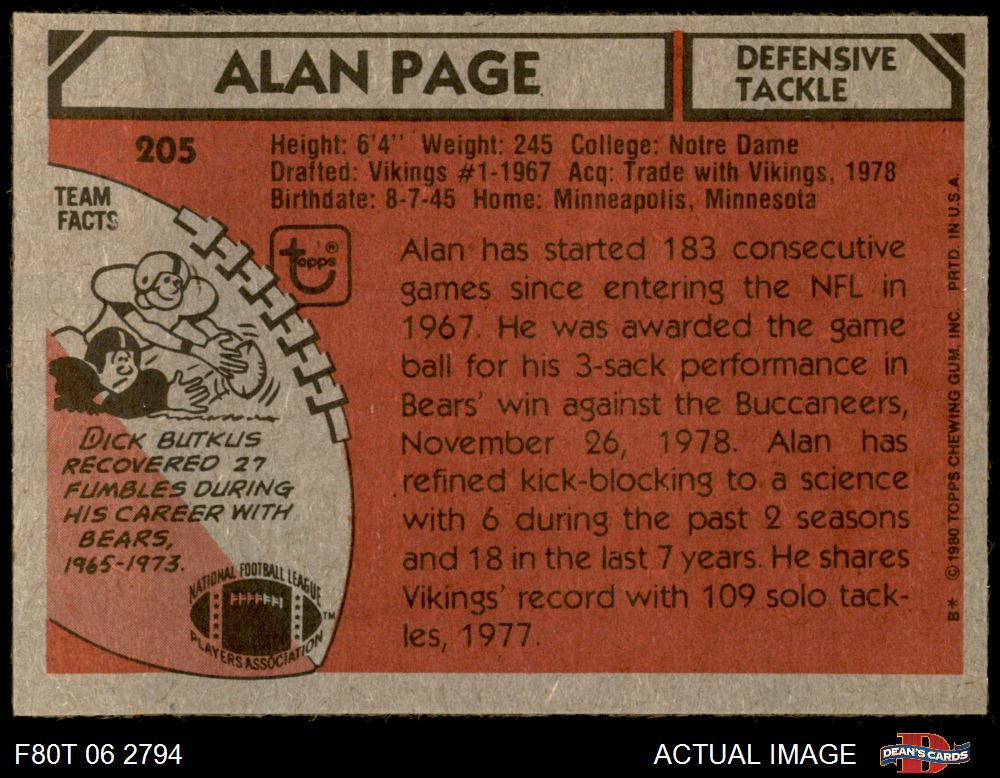 ALAN PAGE
DEFENSIVE
TACKLE
205
Height: 6'4" Weight: 245 College: Notre Dame
Drafted: Vikings #1-1967 Acq: Trade with Vikings, 1978
Birthdate: 8-7-45 Home: Minneapolis, Minnesota
TEAM
FACTS
topps®
DICK BUTKUS
RECOVERED 27
FUMBLES DURING
HIS CAREER WITH
BEARS,
1965-1973.
NATIONAL FOOTBALL LEAGUE
PLAYERS ASSOCIATION
TM
Alan has started 183 consecutive
games since entering the NFL in
1967. He was awarded the game
ball for his 3-sack performance in
Bears' win against the Buccaneers,
November 26, 1978. Alan has
refined kick-blocking to a science
with 6 during the past 2 seasons
and 18 in the last 7 years. He shares
Vikings' record with 109 solo tack-
les, 1977.
B* © 1980 TOPPS CHEWING GUM, INC. PRTD. IN U.S.A.
F80T 06 2794
ACTUAL IMAGE
D
DEAN'S CARDS